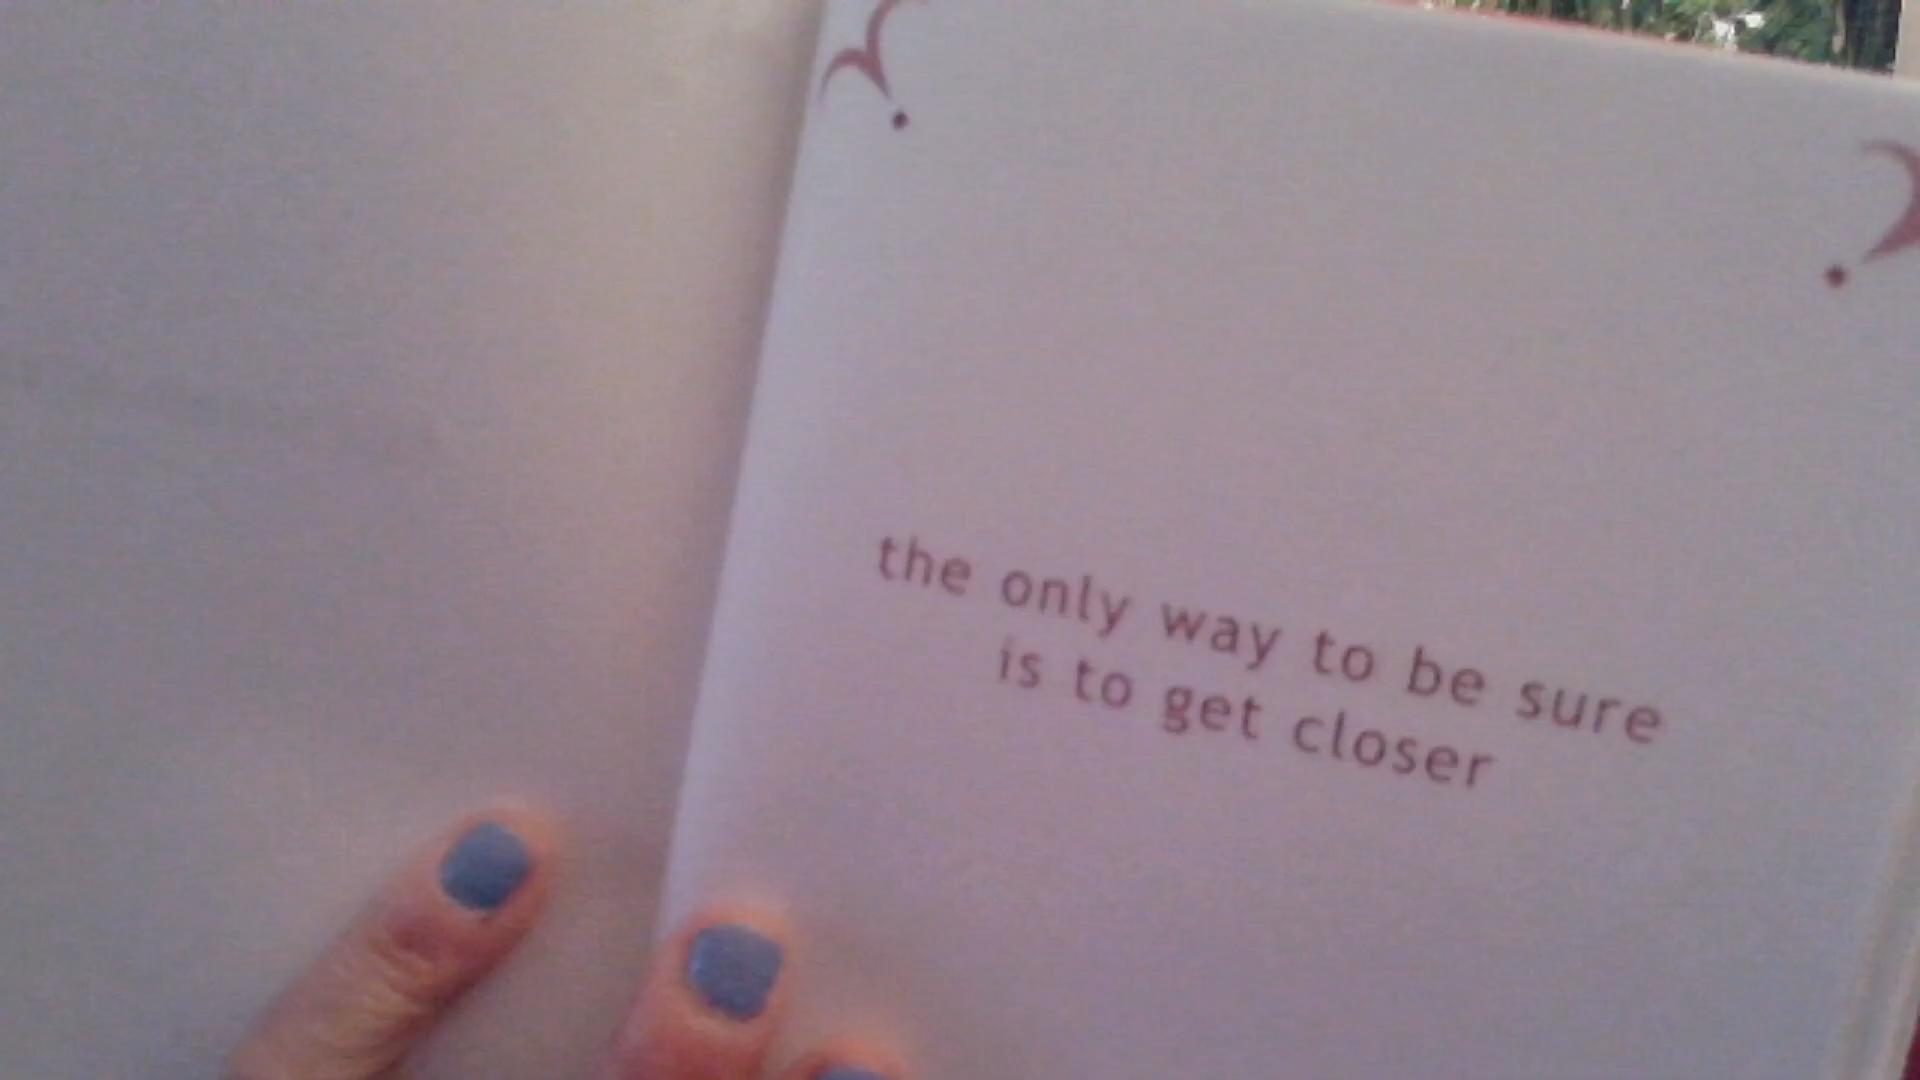 the only way to be sure
is to get closer